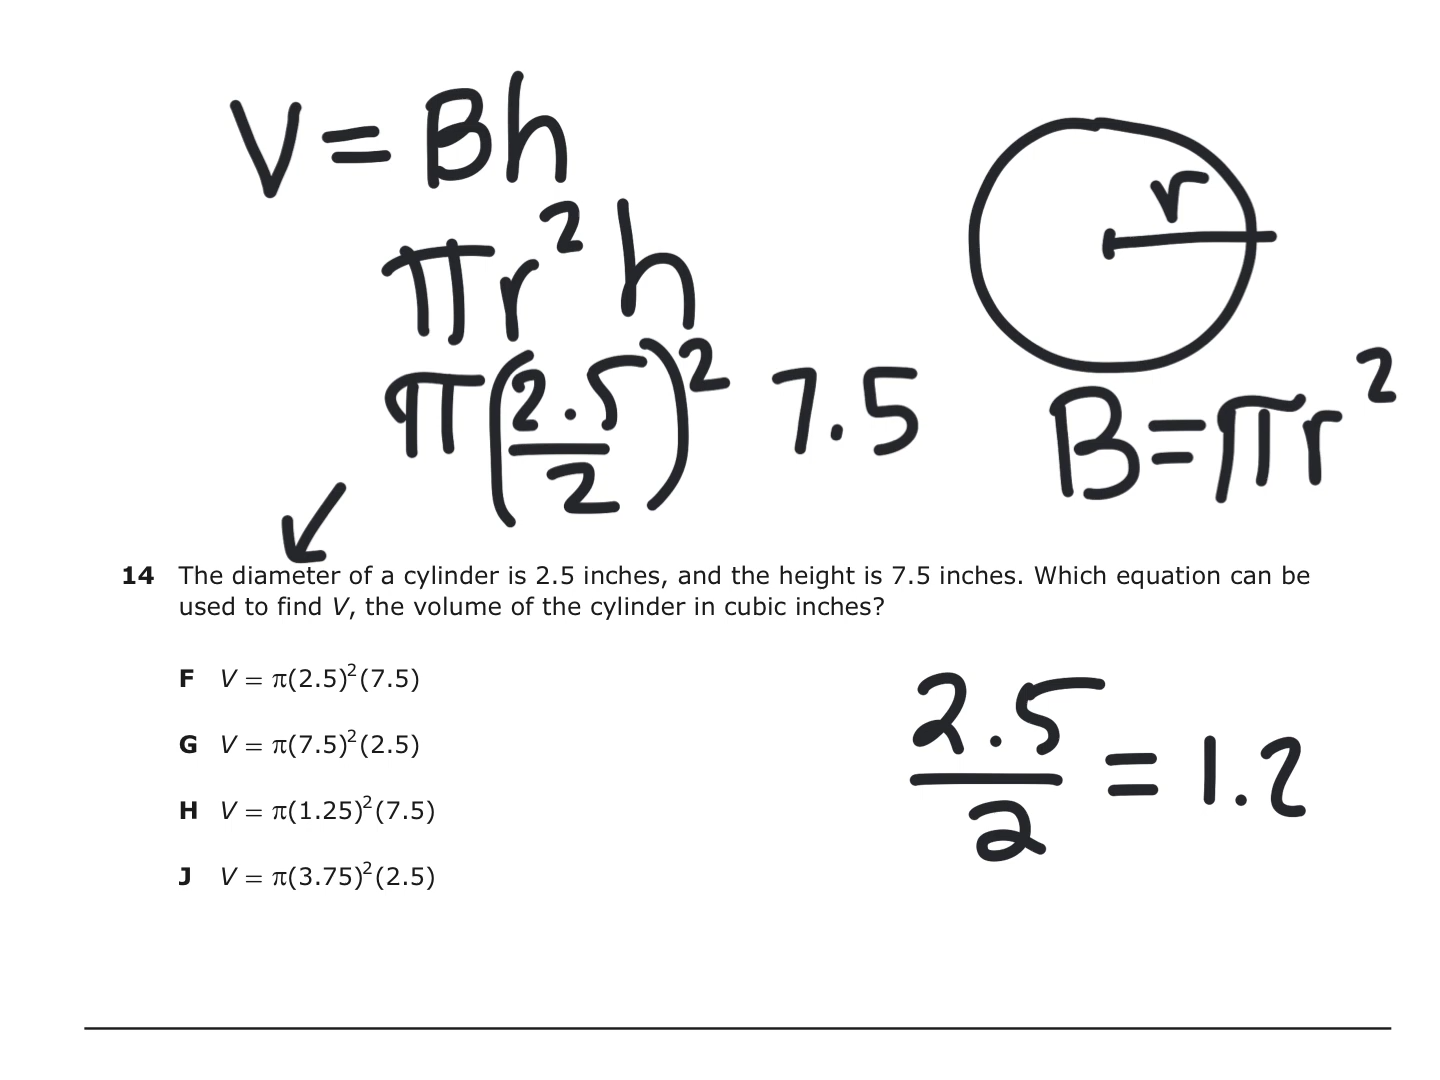 V = Bh
πr² h
π(2.5/2)² 7.5
r
B = πr²
14 The diameter of a cylinder is 2.5 inches, and the height is 7.5 inches. Which equation can be
used to find V, the volume of the cylinder in cubic inches?
F V = π(2.5)²(7.5)
G V = π(7.5)²(2.5)
H V = π(1.25)²(7.5)
J V = π(3.75)²(2.5)
2.5/2 = 1.2